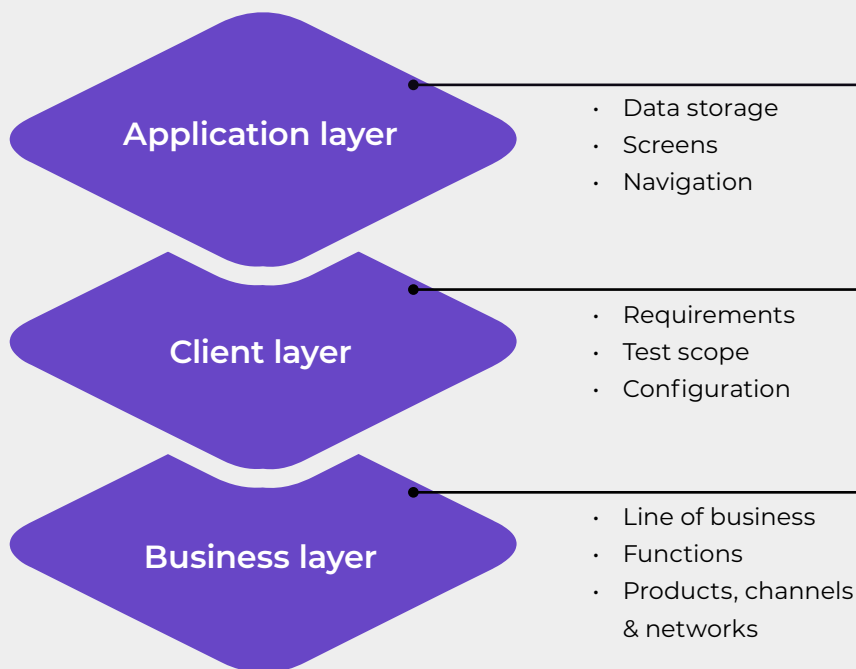 Application layer
• Data storage
• Screens
• Navigation
Client layer
• Requirements
• Test scope
• Configuration
Business layer
• Line of business
• Functions
• Products, channels
& networks